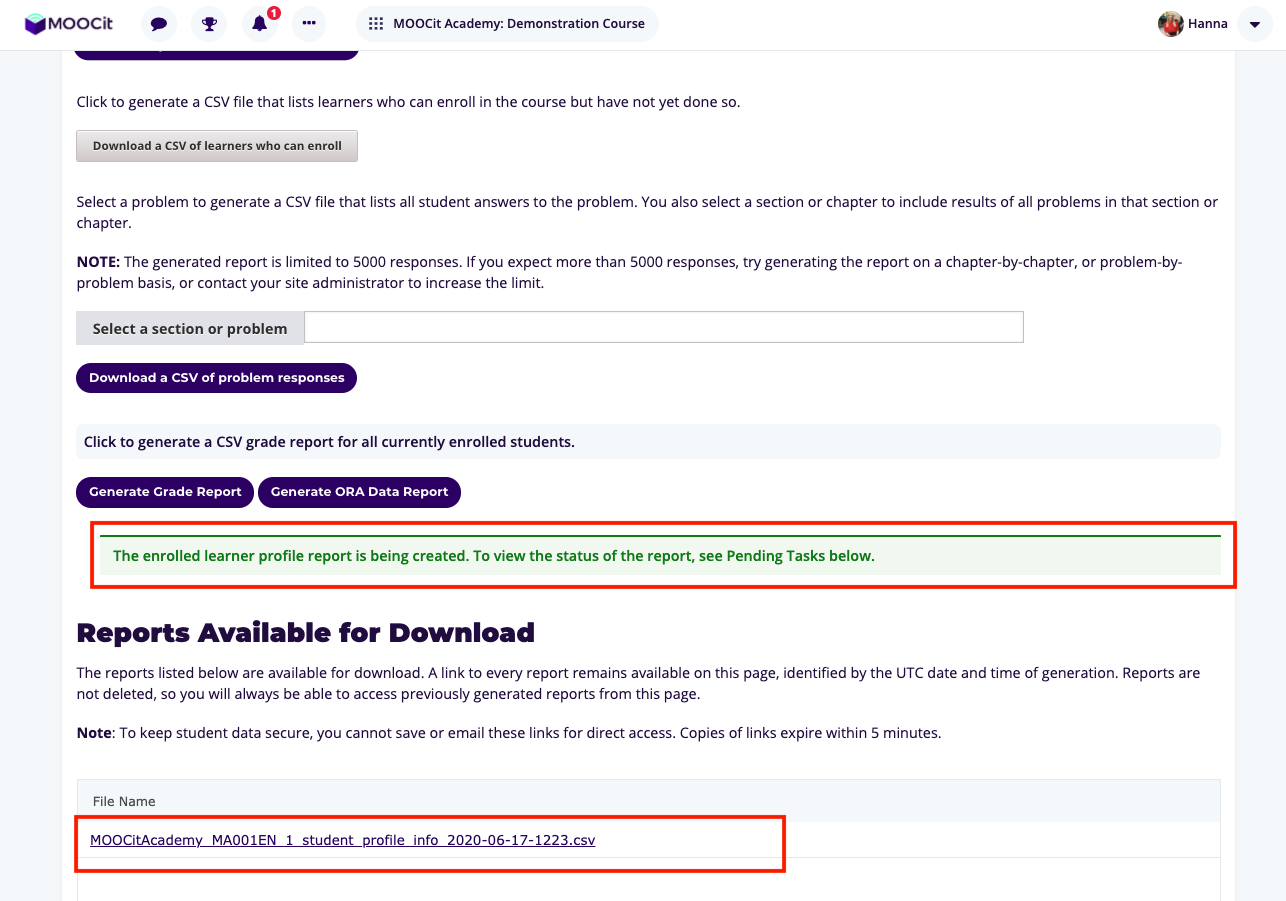 MOOCit
1
MOOCit Academy: Demonstration Course
Hanna
Click to generate a CSV file that lists learners who can enroll in the course but have not yet done so.
Download a CSV of learners who can enroll
Select a problem to generate a CSV file that lists all student answers to the problem. You also select a section or chapter to include results of all problems in that section or
chapter.
NOTE: The generated report is limited to 5000 responses. If you expect more than 5000 responses, try generating the report on a chapter-by-chapter, or problem-by-
problem basis, or contact your site administrator to increase the limit.
Select a section or problem
Download a CSV of problem responses
Click to generate a CSV grade report for all currently enrolled students.
Generate Grade Report Generate ORA Data Report
The enrolled learner profile report is being created. To view the status of the report, see Pending Tasks below.
Reports Available for Download
The reports listed below are available for download. A link to every report remains available on this page, identified by the UTC date and time of generation. Reports are
not deleted, so you will always be able to access previously generated reports from this page.
Note: To keep student data secure, you cannot save or email these links for direct access. Copies of links expire within 5 minutes.
File Name
MOOCitAcademy_MA001EN_1_student_profile_info_2020-06-17-1223.csv